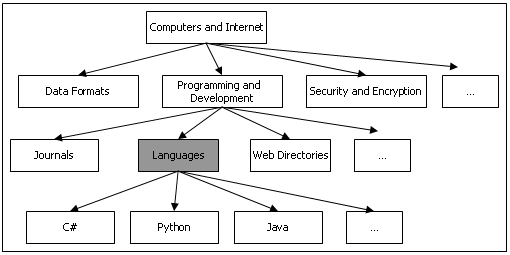 Computers and Internet
Data Formats
Programming and
Development
Security and Encryption
...
Journals
Languages
Web Directories
...
C#
Python
Java
...